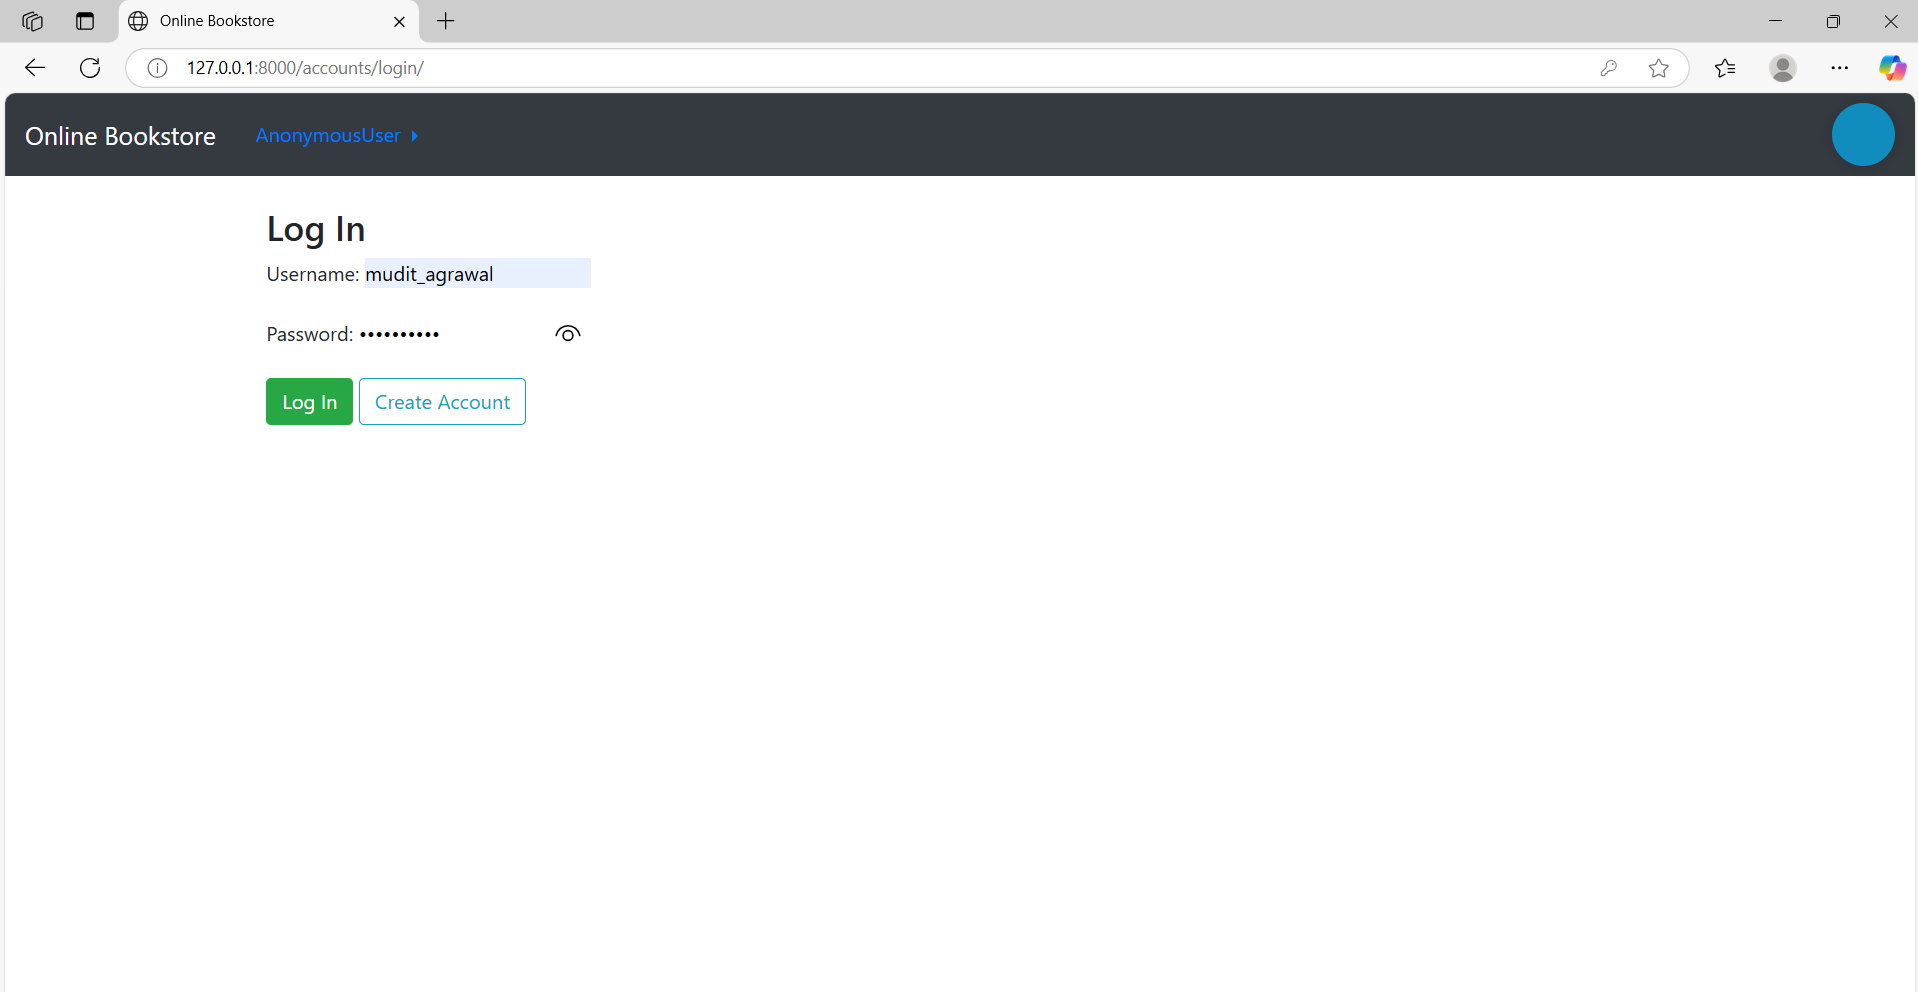 Online Bookstore
127.0.0.1:8000/accounts/login/
Online Bookstore AnonymousUser
Log In
Username: mudit_agrawal
Password: ••••••••••
Log In Create Account